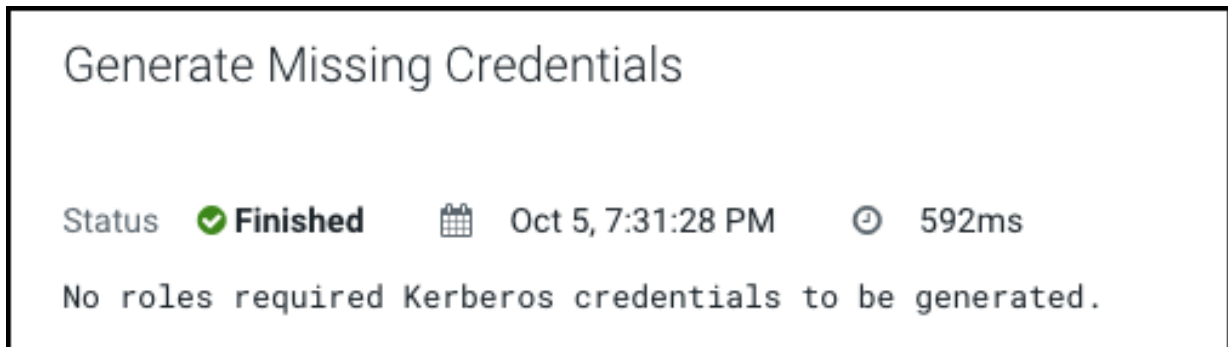 Generate Missing Credentials
Status Finished Oct 5, 7:31:28 PM 592ms
No roles required Kerberos credentials to be generated.